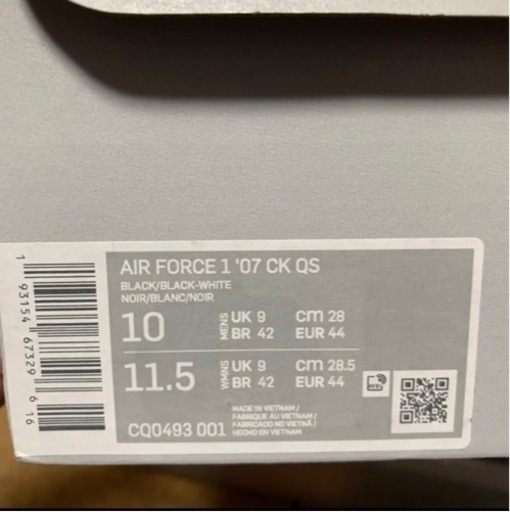 AIR FORCE 1 '07 CK QS
BLACK/BLACK-WHITE
NOIR/BLANC/NOIR
10 MENS UK 9 cm 28
BR 42 EUR 44
11.5 WMNS UK 9 cm 28.5
BR 42 EUR 44
MADE IN VIETNAM /
FABRIQUE AU VIETNAM /
FABRICADO NO VIETNÃ /
HECHO EN VIETNAM
CQ0493 001
1 93154 67329 6 16